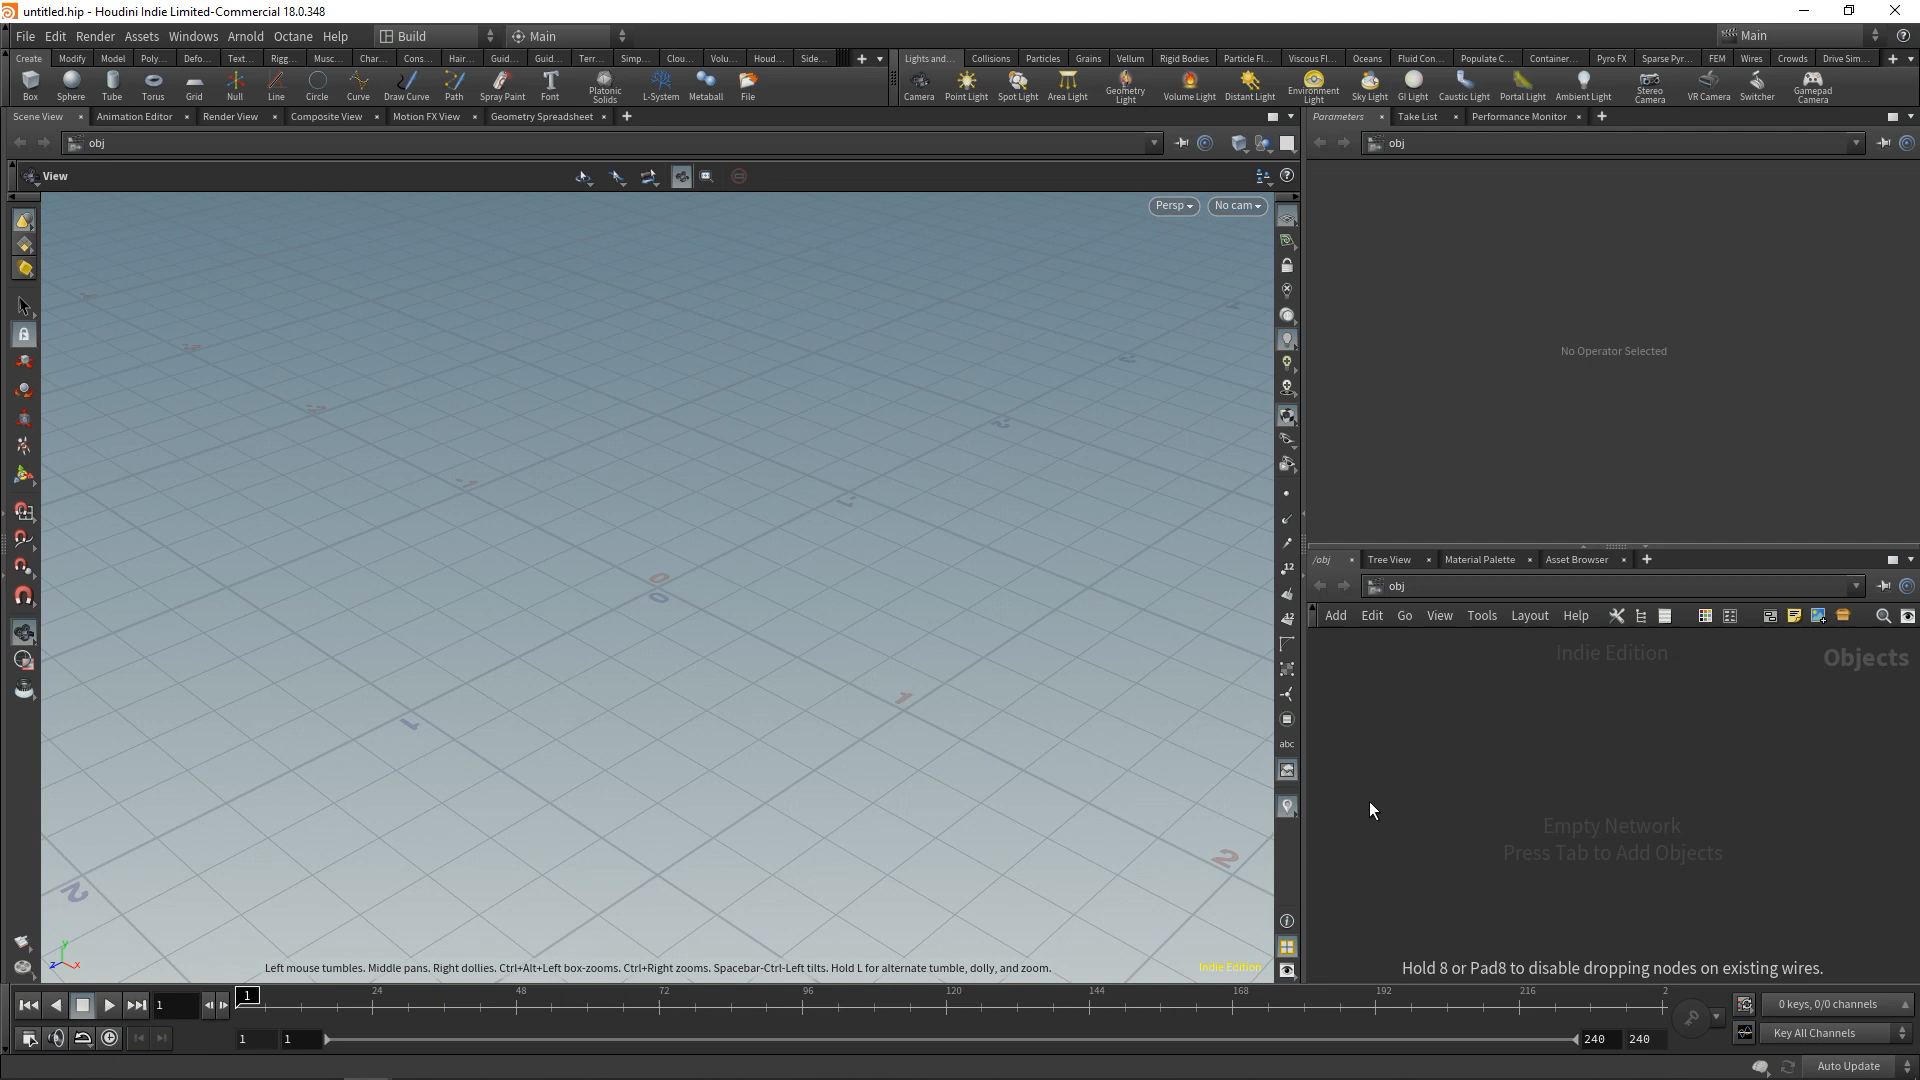 untitled.hip - Houdini Indie Limited-Commercial 18.0.348
File Edit Render Assets Windows Arnold Octane Help Build Main Main
Create Modify Model Poly... Defo... Text... Rigg... Musc... Char... Cons... Hair... Guid... Guid... Terr... Simp... Clou... Volu... Houd... Side...
Lights and... Collisions Particles Grains Vellum Rigid Bodies Particle Fl... Viscous Fl... Oceans Fluid Con... Populate C... Container... Pyro FX Sparse Pyr... FEM Wires Crowds Drive Sim...
Box Sphere Tube Torus Grid Null Line Circle Curve Draw Curve Path Spray Paint Font Platonic Solids L-System Metaball File
Camera Point Light Spot Light Area Light Geometry Light Volume Light Distant Light Environment Light Sky Light GI Light Caustic Light Portal Light Ambient Light Stereo Camera VR Camera Switcher Gamepad Camera
Scene View Animation Editor Render View Composite View Motion FX View Geometry Spreadsheet
Parameters Take List Performance Monitor
obj
obj
View
Persp No cam
No Operator Selected
/obj Tree View Material Palette Asset Browser
obj
Add Edit Go View Tools Layout Help
Indie Edition
Objects
Empty Network
Press Tab to Add Objects
Hold 8 or Pad8 to disable dropping nodes on existing wires.
0
0
1
1
2
2
12
12
abc
y
z x
Left mouse tumbles. Middle pans. Right dollies. Ctrl+Alt+Left box-zooms. Ctrl+Right zooms. Spacebar-Ctrl-Left tilts. Hold L for alternate tumble, dolly, and zoom.
Indie Edition
1 1 24 48 72 96 120 144 168 192 216 2
0 keys, 0/0 channels
1 1 240 240
Key All Channels
Auto Update